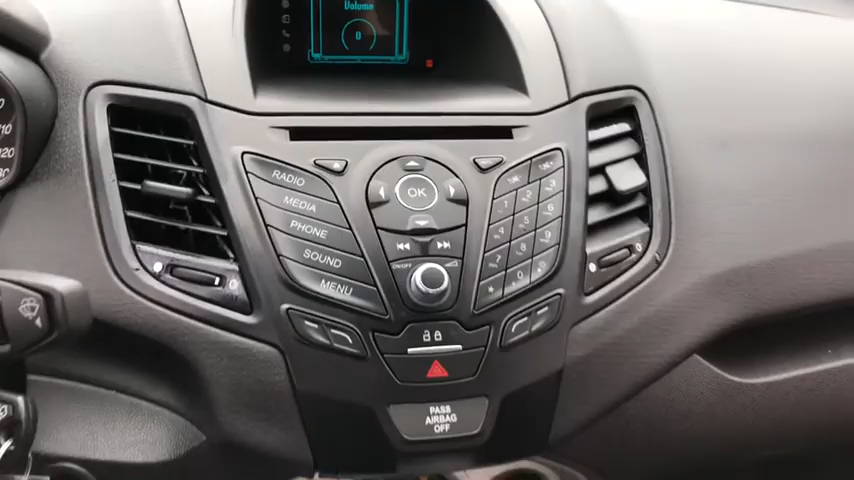 Volume
0
RADIO
MEDIA
PHONE
SOUND
MENU
OK
ON/OFF
1 2 3
4 5 6
7 8 9
* 0 #
PASS
AIRBAG
OFF